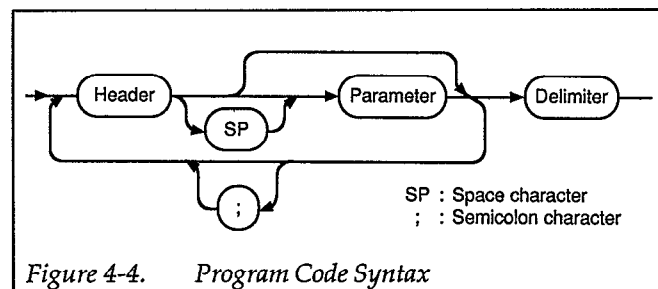 Header
Parameter
Delimiter
SP
;
SP : Space character
; : Semicolon character
Figure 4-4. Program Code Syntax